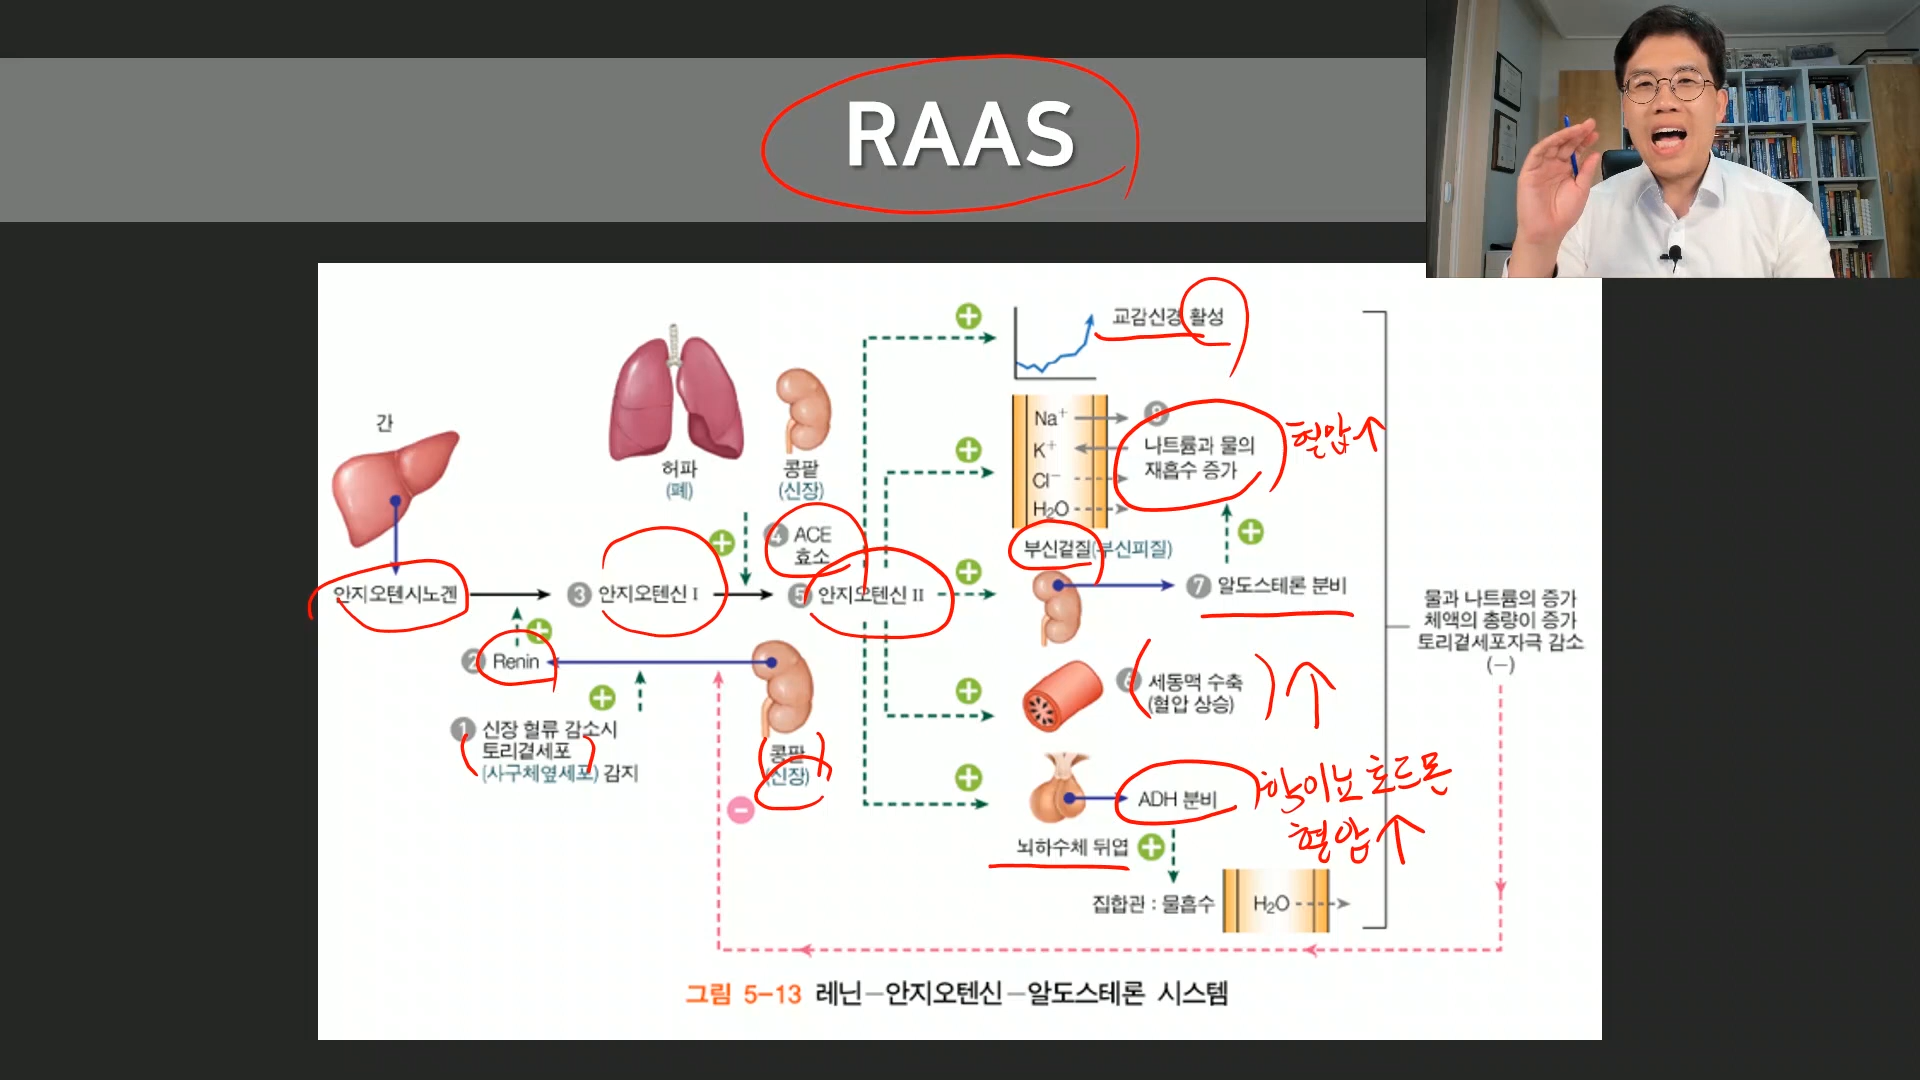 RAAS
간
허파
(폐)
콩팥
(신장)
안지오텐시노겐
3 안지오텐신 I
4 ACE
효소
5 안지오텐신 II
2 Renin
1 신장 혈류 감소시
토리곁세포
(사구체옆세포) 감지
콩팥
(신장)
교감신경 활성
Na+
K+
Cl−
H2O
8
나트륨과 물의
재흡수 증가
혈압↑
부신겉질(부신피질)
7 알도스테론 분비
6 세동맥 수축
(혈압 상승)
↑
ADH 분비
항이뇨 호르몬
혈압↑
뇌하수체 뒤엽
집합관 : 물흡수
H2O
물과 나트륨의 증가
체액의 총량이 증가
토리곁세포자극 감소
(−)
그림 5-13 레닌-안지오텐신-알도스테론 시스템